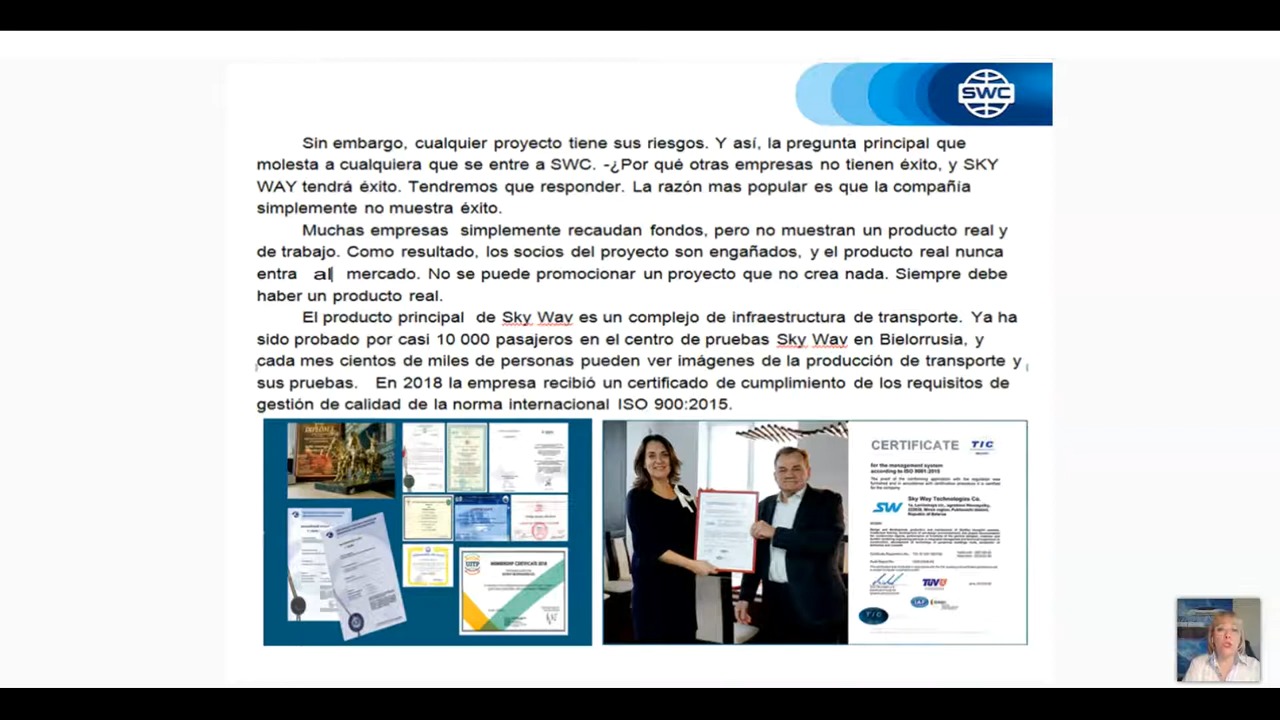 SWC
Sin embargo, cualquier proyecto tiene sus riesgos. Y así, la pregunta principal que
molesta a cualquiera que se entre a SWC. -¿Por qué otras empresas no tienen éxito, y SKY
WAY tendrá éxito. Tendremos que responder. La razón mas popular es que la compañía
simplemente no muestra éxito.
Muchas empresas simplemente recaudan fondos, pero no muestran un producto real y
de trabajo. Como resultado, los socios del proyecto son engañados, y el producto real nunca
entra al mercado. No se puede promocionar un proyecto que no crea nada. Siempre debe
haber un producto real.
El producto principal de Sky Way es un complejo de infraestructura de transporte. Ya ha
sido probado por casi 10 000 pasajeros en el centro de pruebas Sky Way en Bielorrusia, y
cada mes cientos de miles de personas pueden ver imágenes de la producción de transporte y
sus pruebas. En 2018 la empresa recibió un certificado de cumplimiento de los requisitos de
gestión de calidad de la norma internacional ISO 900:2015.
UITP
MEMBERSHIP CERTIFICATE 2018
CERTIFICATE TIC
for the management system
according to ISO 9001:2015
SW
Sky Way Technologies Co.
TÜV
TIC